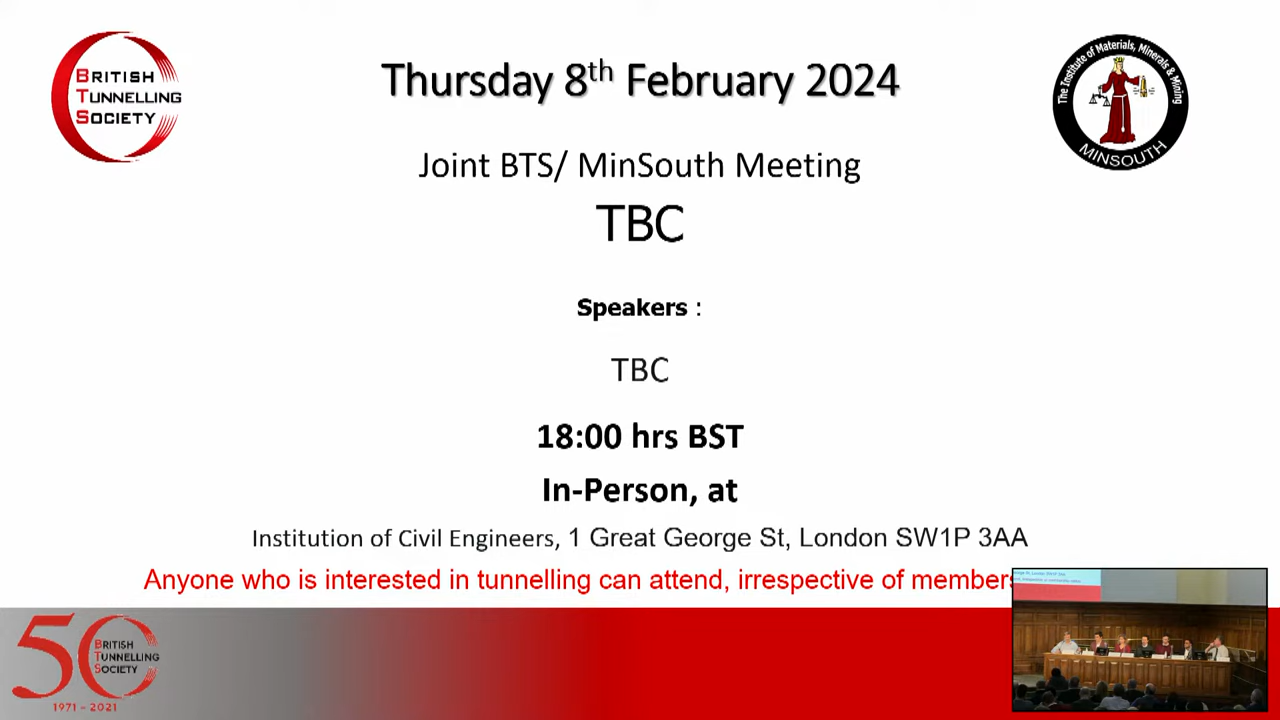 BRITISH
TUNNELLING
SOCIETY
Thursday 8th February 2024
The Institute of Materials, Minerals & Mining
MINSOUTH
Joint BTS/ MinSouth Meeting
TBC
Speakers :
TBC
18:00 hrs BST
In-Person, at
Institution of Civil Engineers, 1 Great George St, London SW1P 3AA
Anyone who is interested in tunnelling can attend, irrespective of
50
BRITISH
TUNNELLING
SOCIETY
1971 - 2021